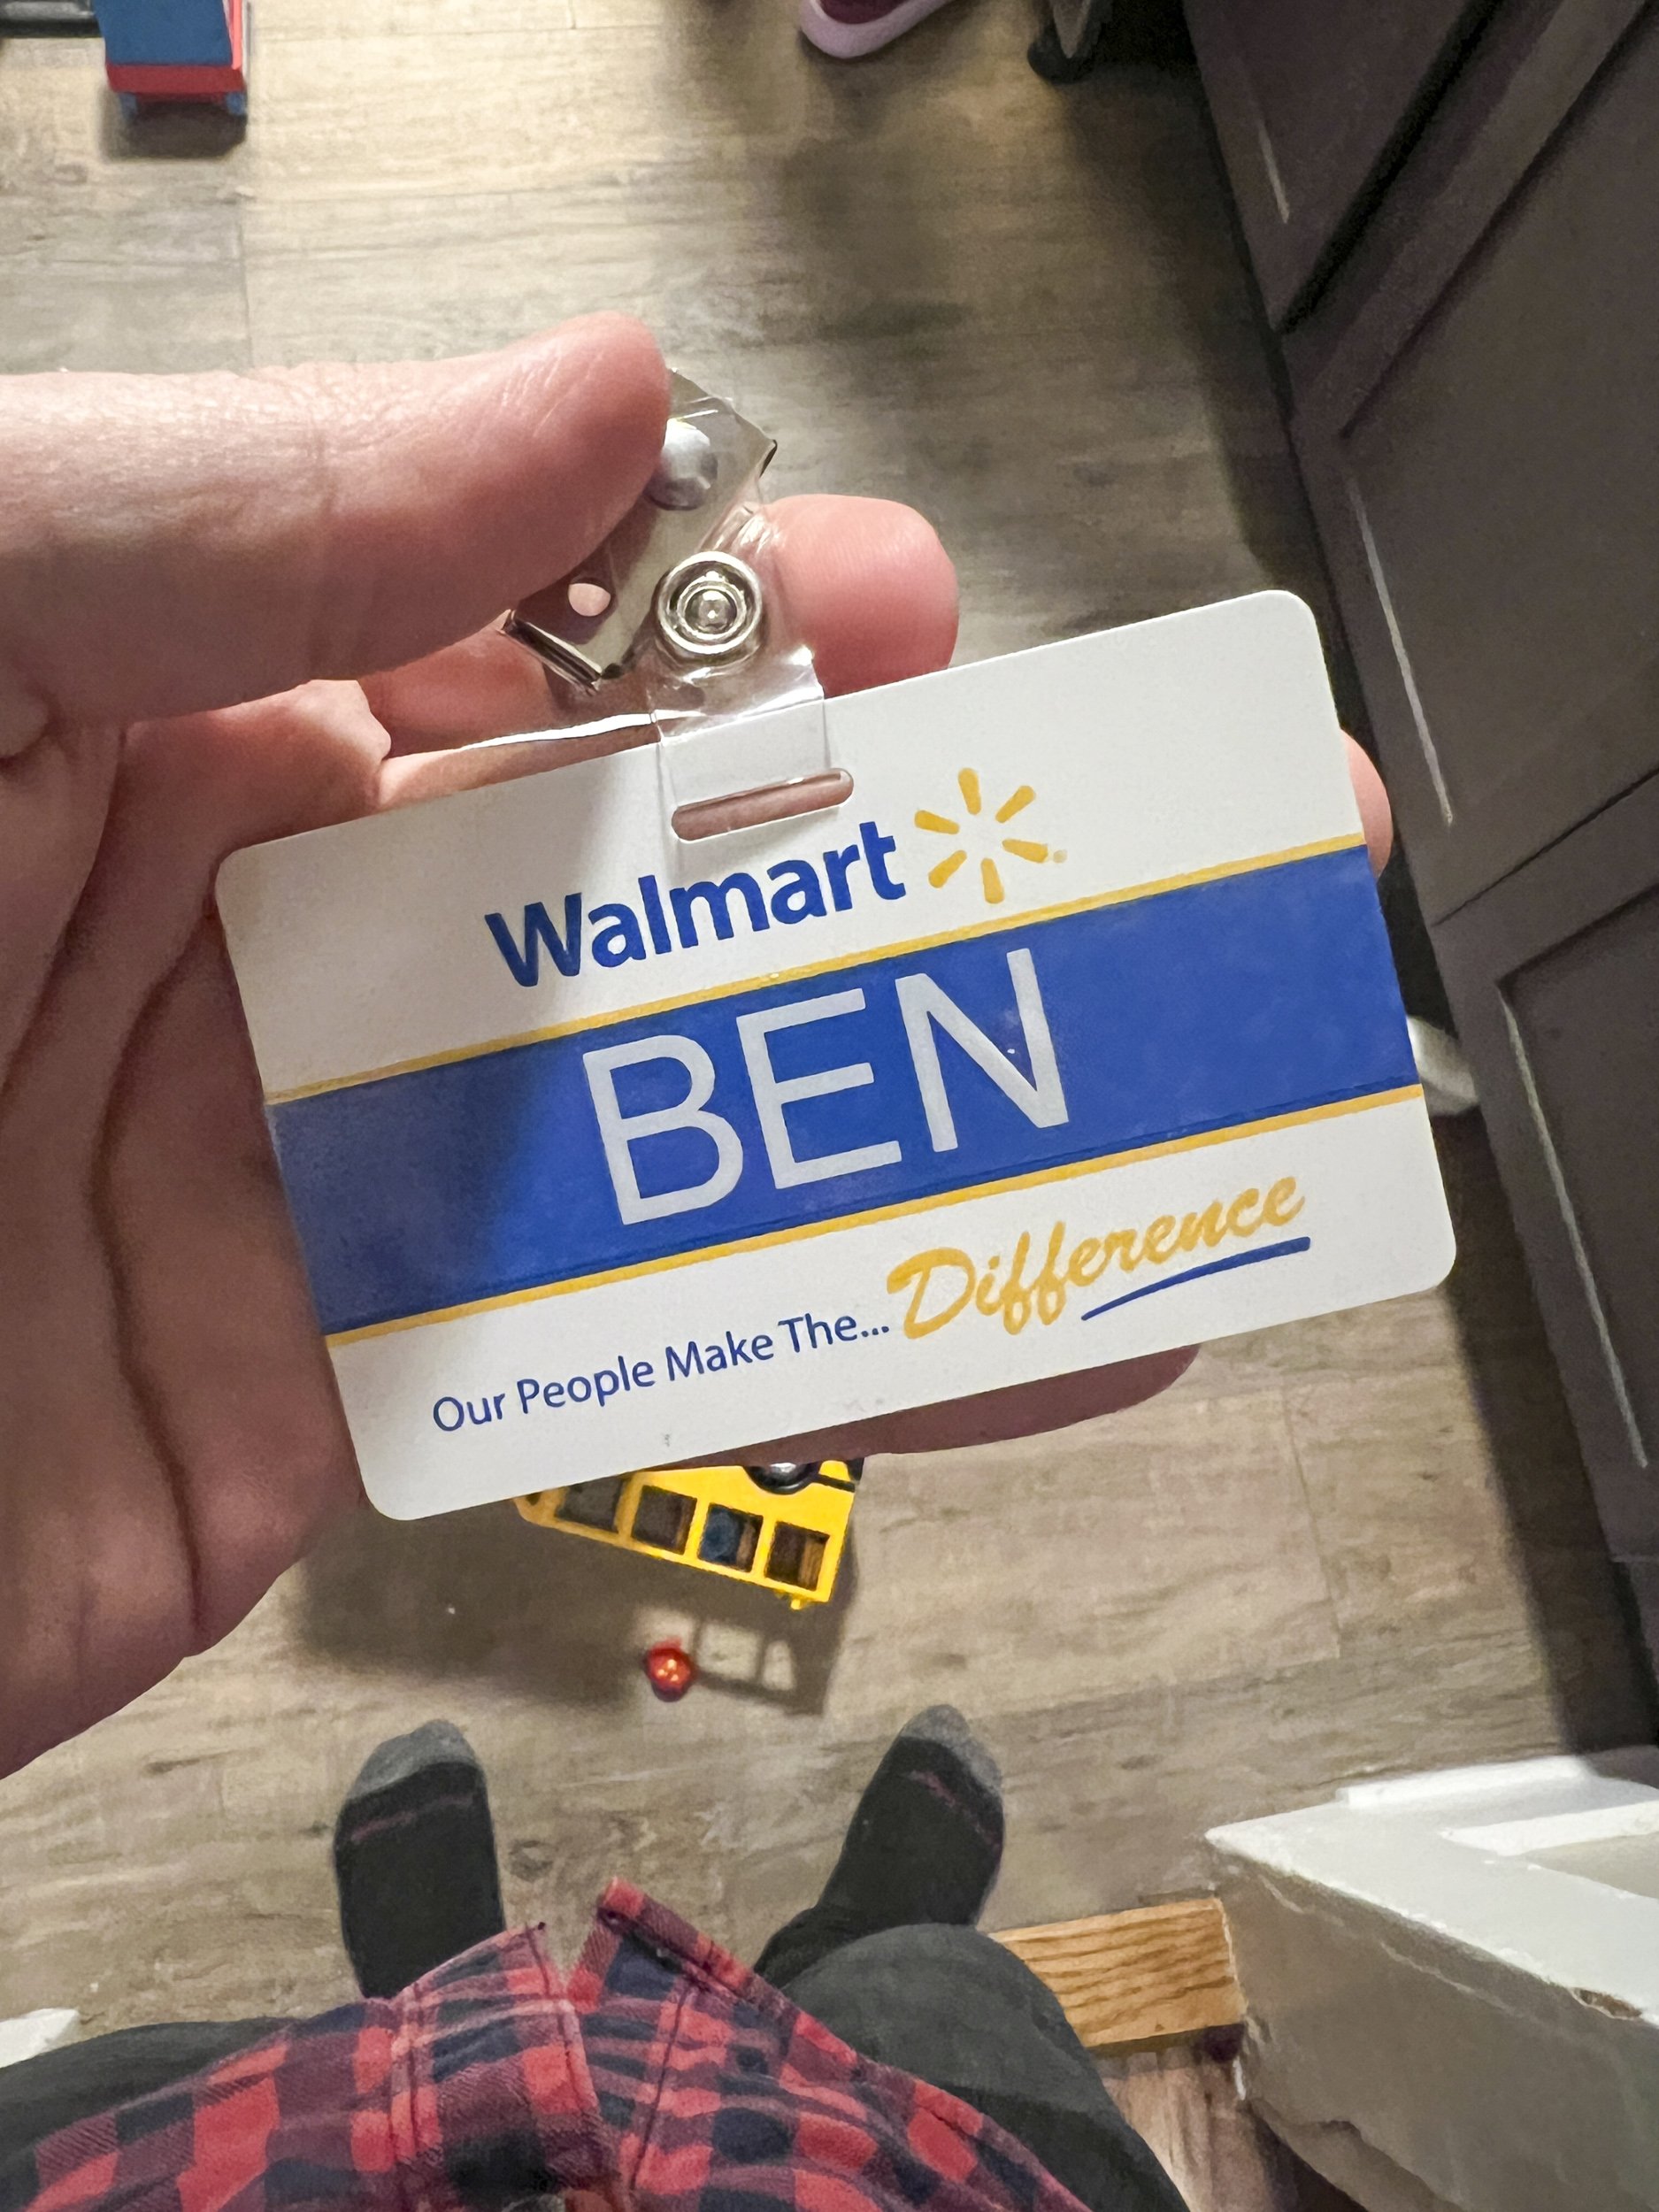 Walmart
BEN
Our People Make The... Difference